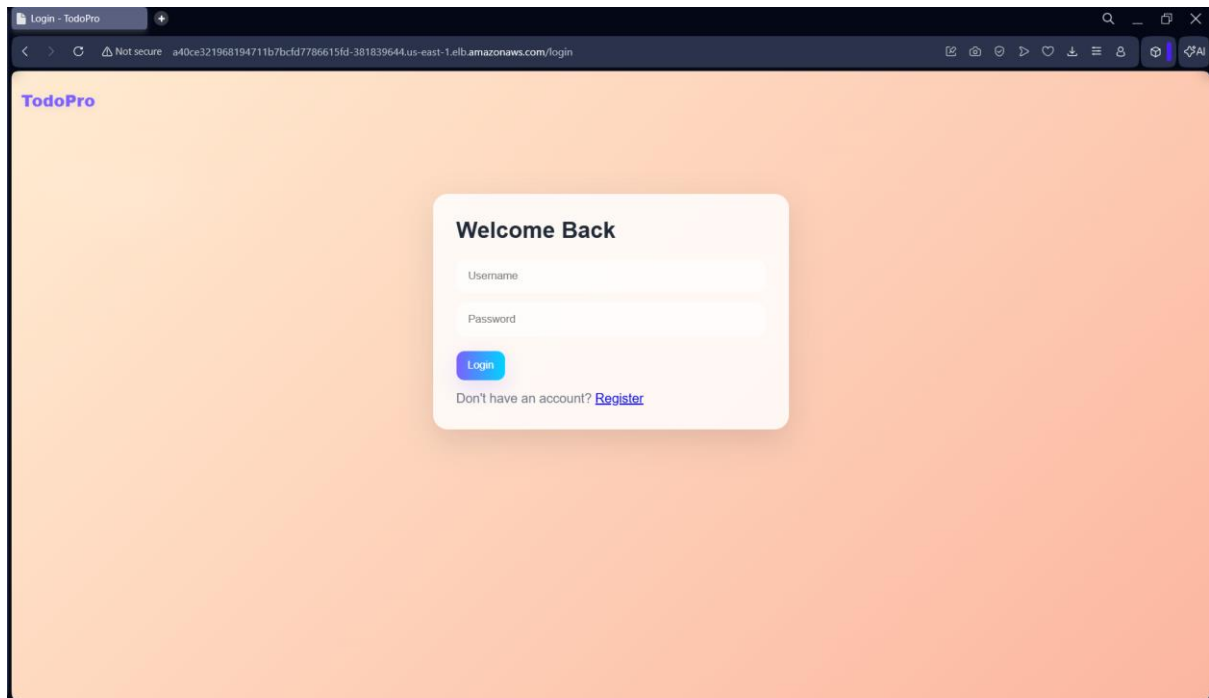 Login - TodoPro
Not secure a40ce321968194711b7bcfd7786615fd-381839644.us-east-1.elb.amazonaws.com/login
AI
TodoPro
Welcome Back
Username
Password
Login
Don't have an account? Register